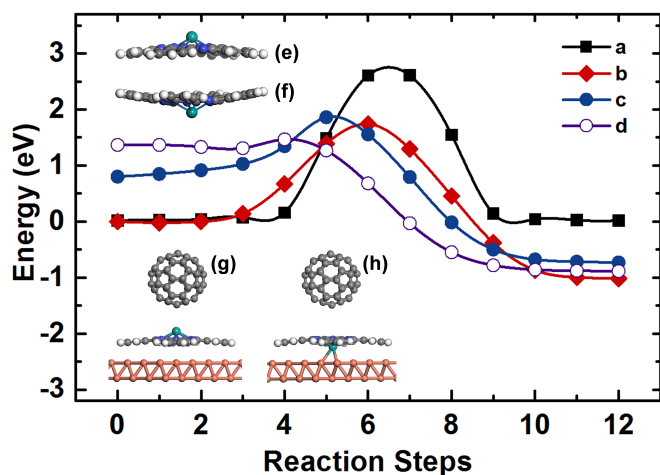 3
2
1
0
-1
-2
-3
Energy (eV)
(e)
(f)
(g)
(h)
a
b
c
d
0 2 4 6 8 10 12
Reaction Steps